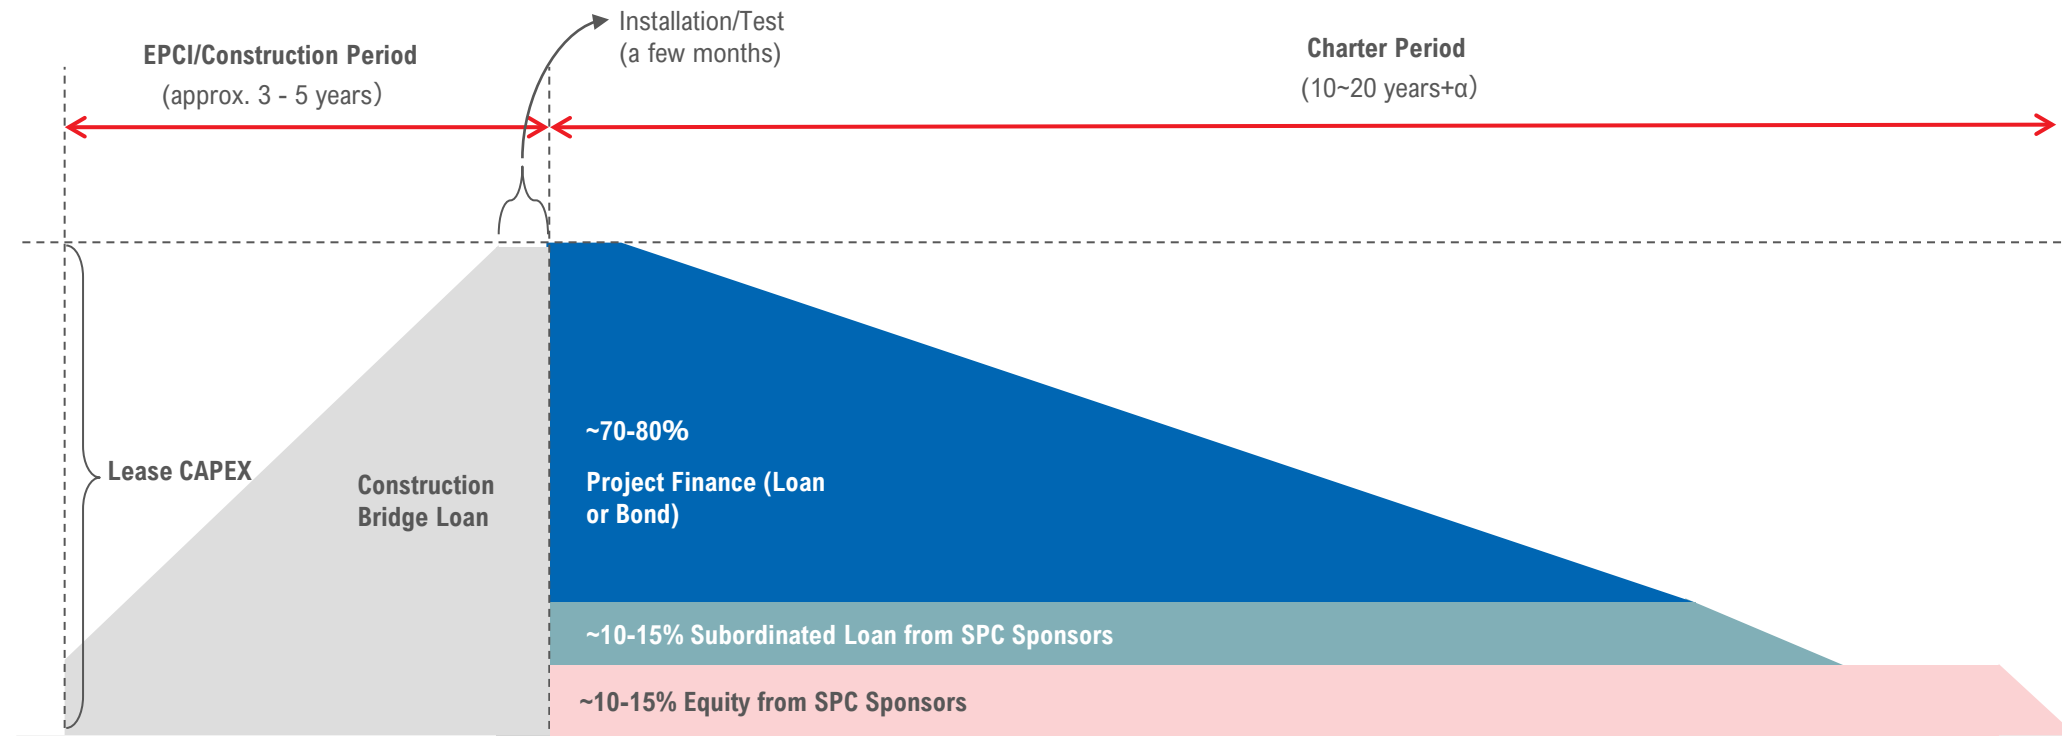 Installation/Test
(a few months)
EPCI/Construction Period
(approx. 3 - 5 years）
Charter Period
(10~20 years+α）
Lease CAPEX
Construction
Bridge Loan
~70-80%
Project Finance (Loan
or Bond)
~10-15% Subordinated Loan from SPC Sponsors
~10-15% Equity from SPC Sponsors